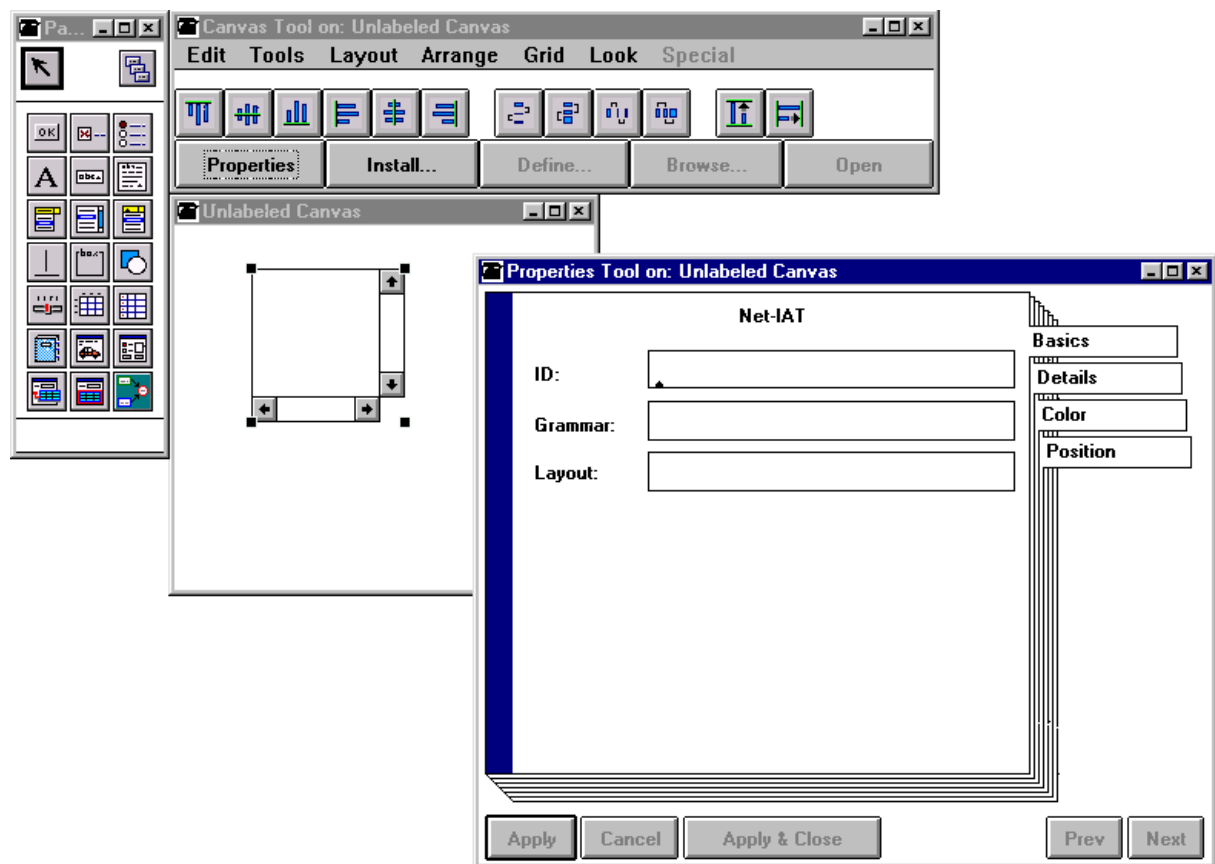 Pa...
Canvas Tool on: Unlabeled Canvas
Edit Tools Layout Arrange Grid Look Special
Properties Install... Define... Browse... Open
OK
A
abc
Unlabeled Canvas
Properties Tool on: Unlabeled Canvas
Net-IAT
Basics
ID:
Details
Color
Grammar:
Position
Layout:
Apply Cancel Apply & Close Prev Next